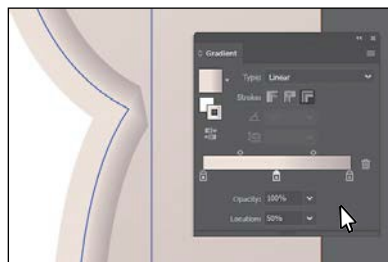 Gradient
Type: Linear
Stroke:
Opacity: 100%
Location: 50%